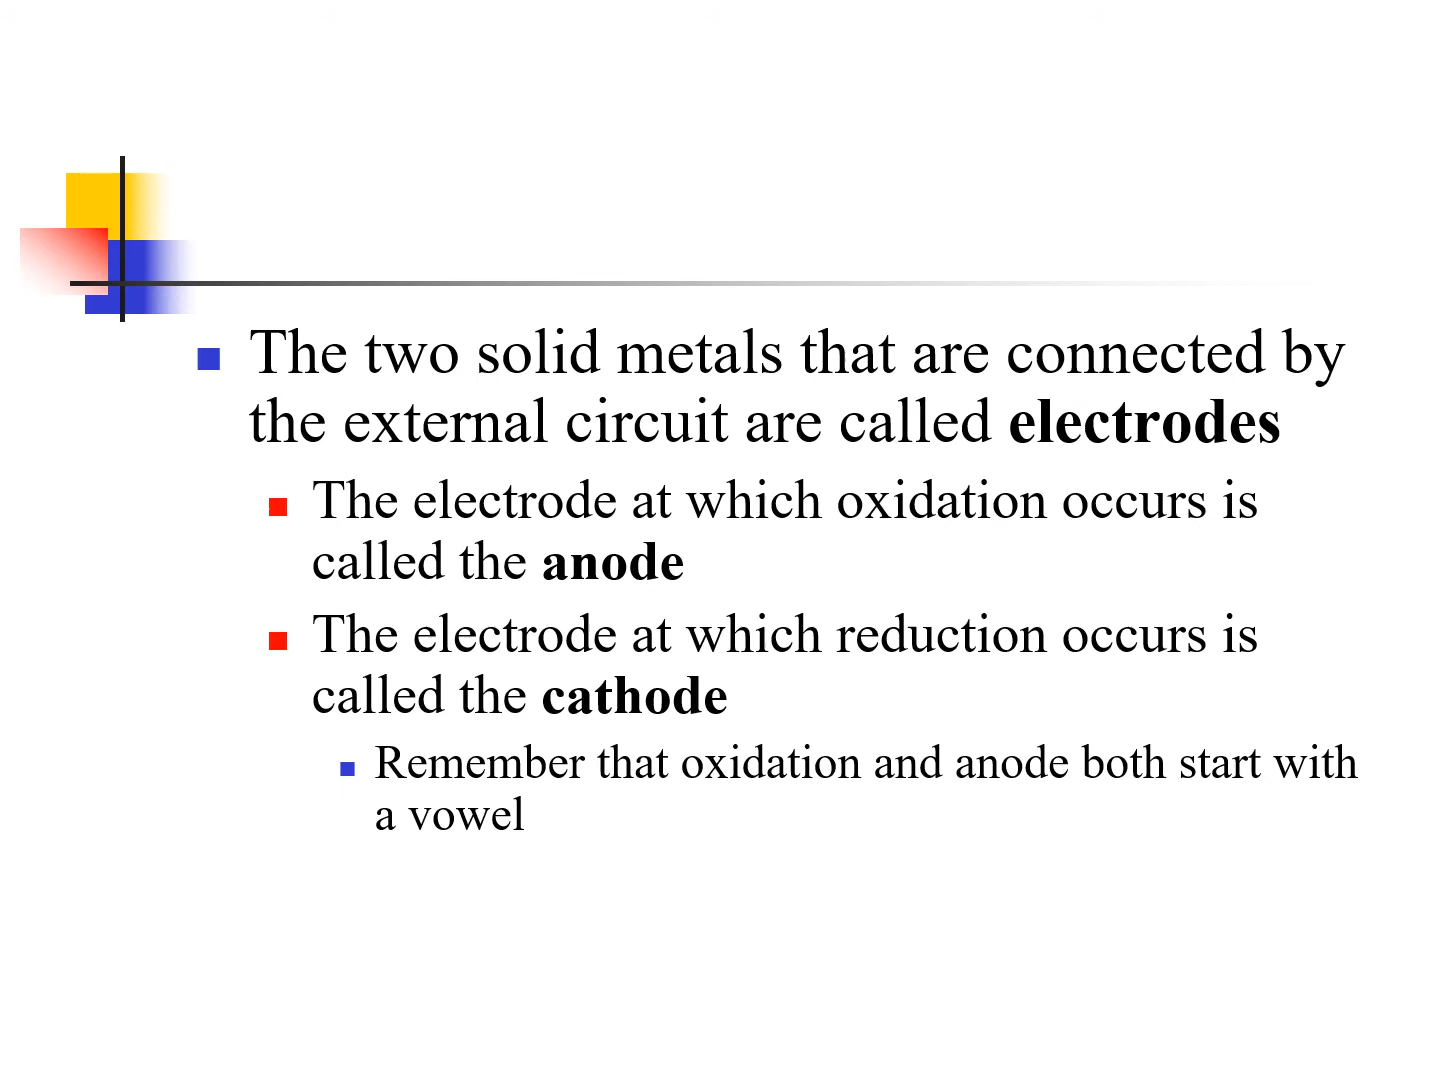 The two solid metals that are connected by
the external circuit are called electrodes
The electrode at which oxidation occurs is
called the anode
The electrode at which reduction occurs is
called the cathode
Remember that oxidation and anode both start with
a vowel